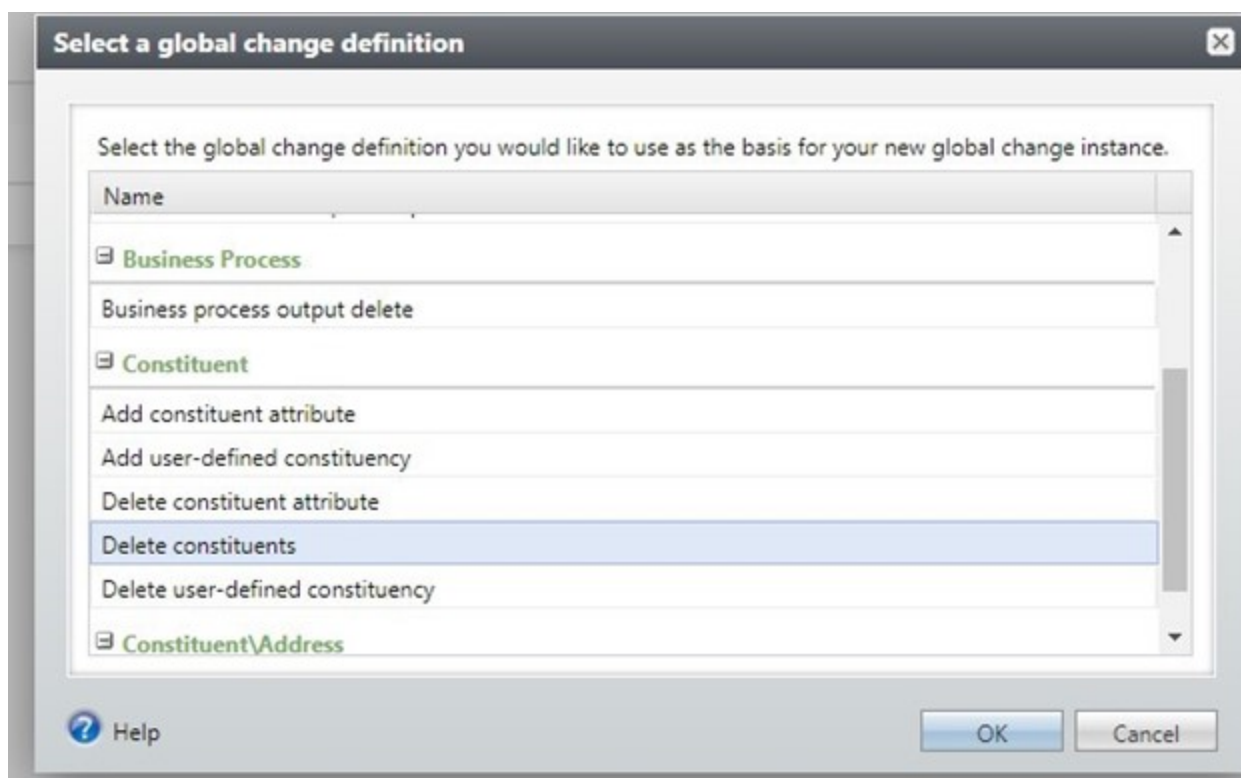 Select a global change definition
Select the global change definition you would like to use as the basis for your new global change instance.
Name
Business Process
Business process output delete
Constituent
Add constituent attribute
Add user-defined constituency
Delete constituent attribute
Delete constituents
Delete user-defined constituency
Constituent\Address
Help
OK
Cancel